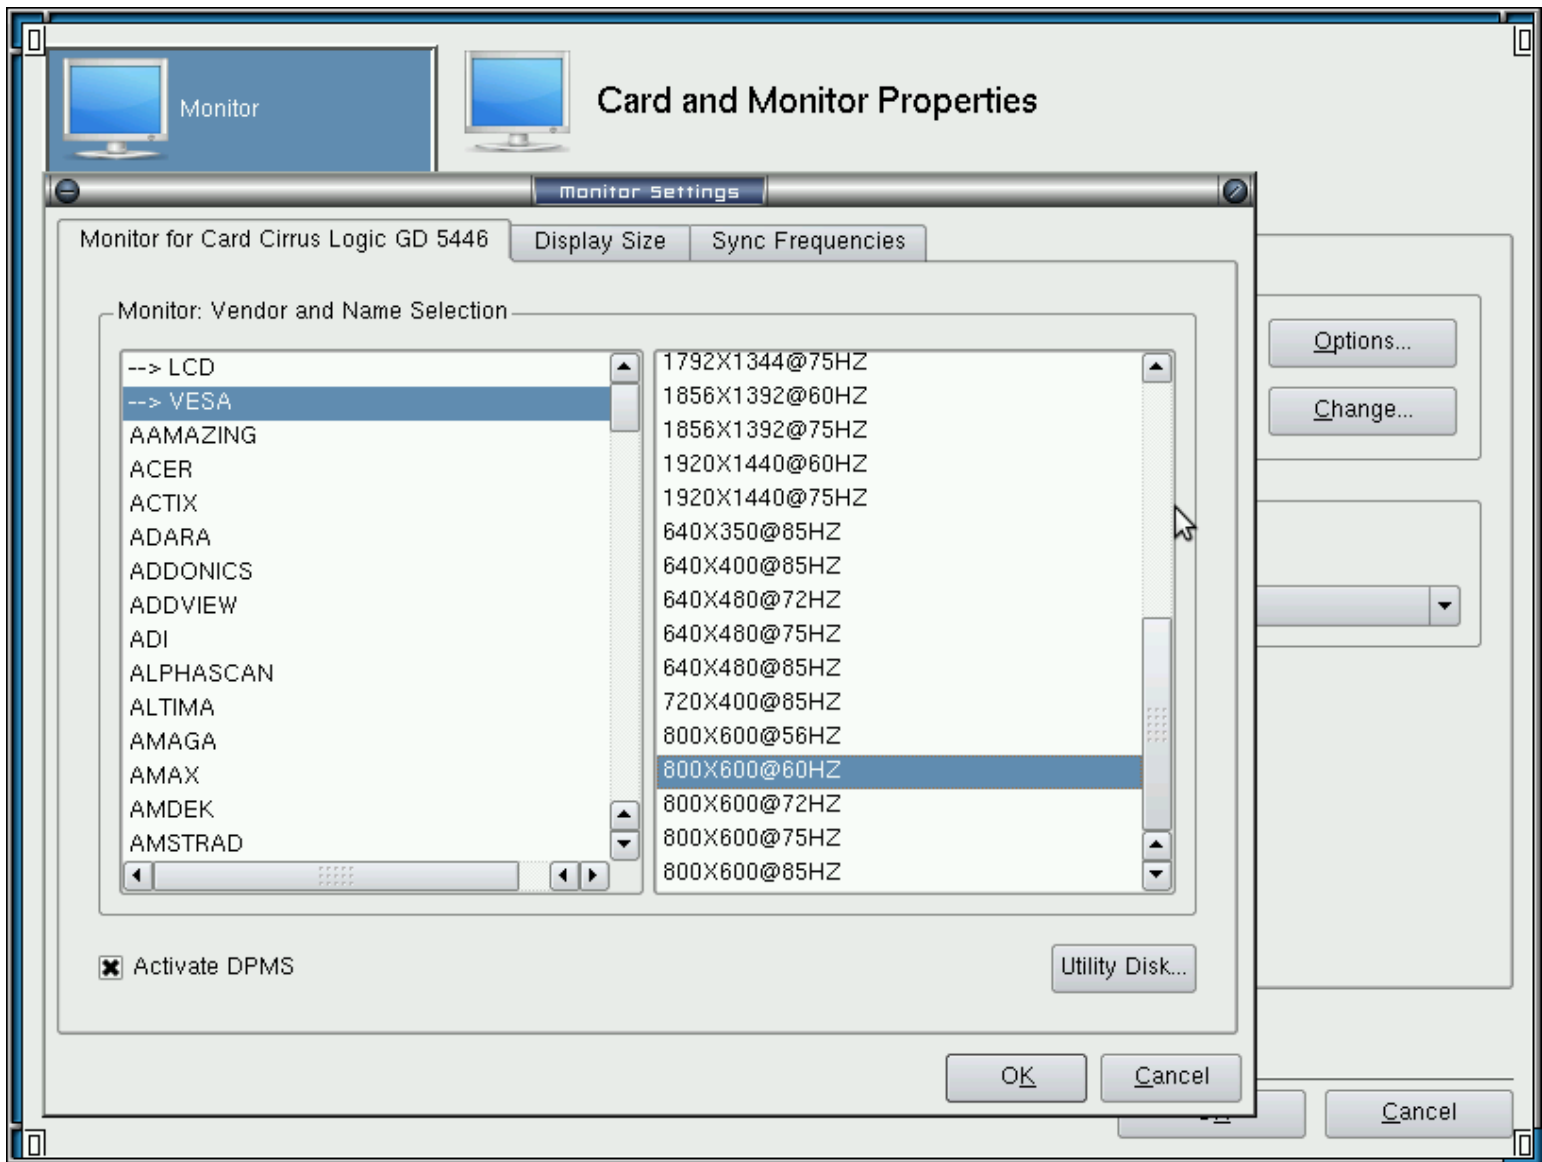 Monitor
Card and Monitor Properties
Monitor Settings
Monitor for Card Cirrus Logic GD 5446
Display Size
Sync Frequencies
Monitor: Vendor and Name Selection
--> LCD
--> VESA
AAMAZING
ACER
ACTIX
ADARA
ADDONICS
ADDVIEW
ADI
ALPHASCAN
ALTIMA
AMAGA
AMAX
AMDEK
AMSTRAD
1792X1344@75HZ
1856X1392@60HZ
1856X1392@75HZ
1920X1440@60HZ
1920X1440@75HZ
640X350@85HZ
640X400@85HZ
640X480@72HZ
640X480@75HZ
640X480@85HZ
720X400@85HZ
800X600@56HZ
800X600@60HZ
800X600@72HZ
800X600@75HZ
800X600@85HZ
Options...
Change...
Activate DPMS
Utility Disk...
OK
Cancel
Cancel